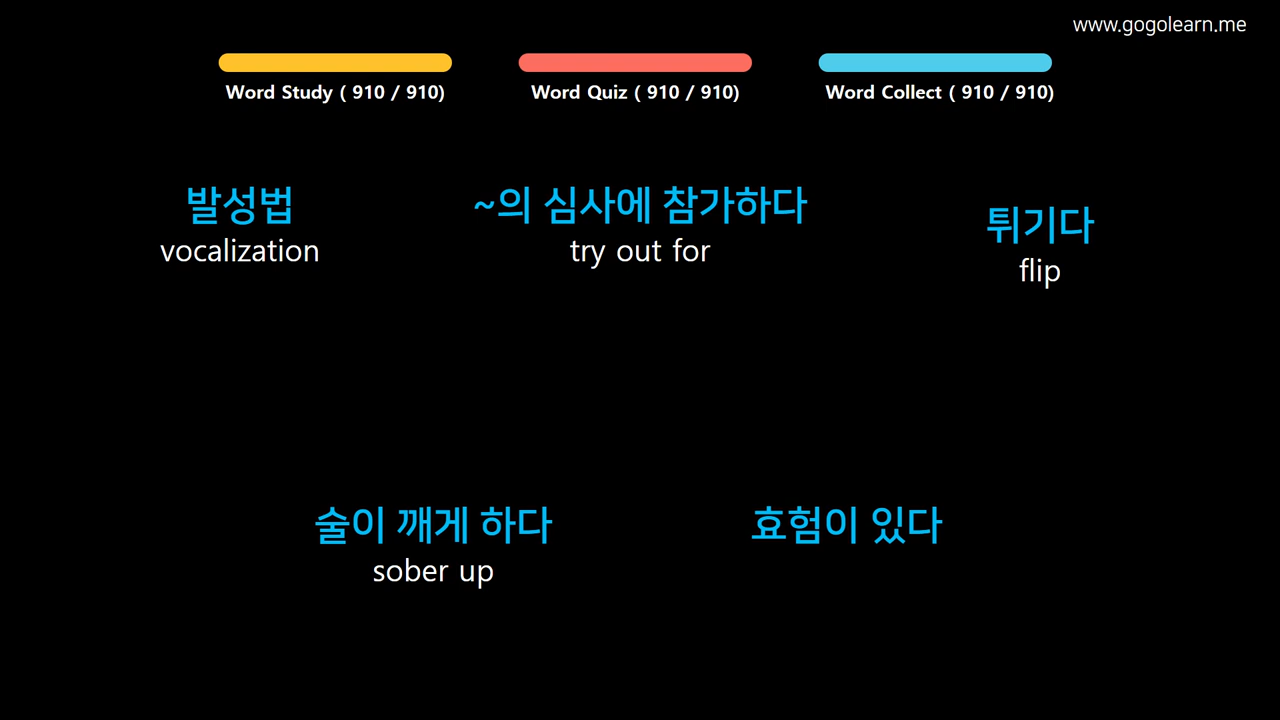 www.gogolearn.me
Word Study ( 910 / 910)
Word Quiz ( 910 / 910)
Word Collect ( 910 / 910)
발성법
vocalization
~의 심사에 참가하다
try out for
튀기다
flip
술이 깨게 하다
sober up
효험이 있다